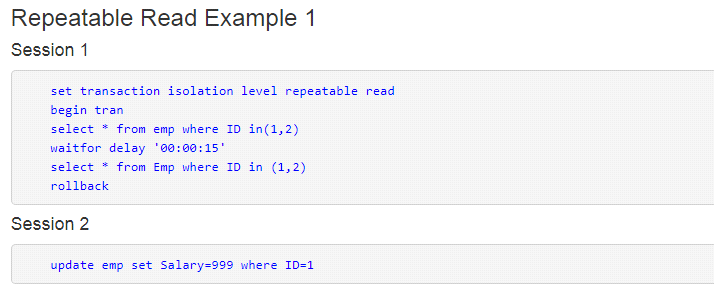 Repeatable Read Example 1
Session 1
set transaction isolation level repeatable read
begin tran
select * from emp where ID in(1,2)
waitfor delay '00:00:15'
select * from Emp where ID in (1,2)
rollback
Session 2
update emp set Salary=999 where ID=1